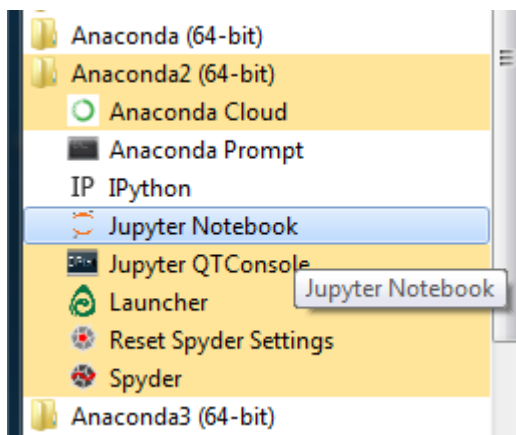 Anaconda (64-bit)
Anaconda2 (64-bit)
Anaconda Cloud
Anaconda Prompt
IP IPython
Jupyter Notebook
Jupyter QTConsole
Jupyter Notebook
Launcher
Reset Spyder Settings
Spyder
Anaconda3 (64-bit)